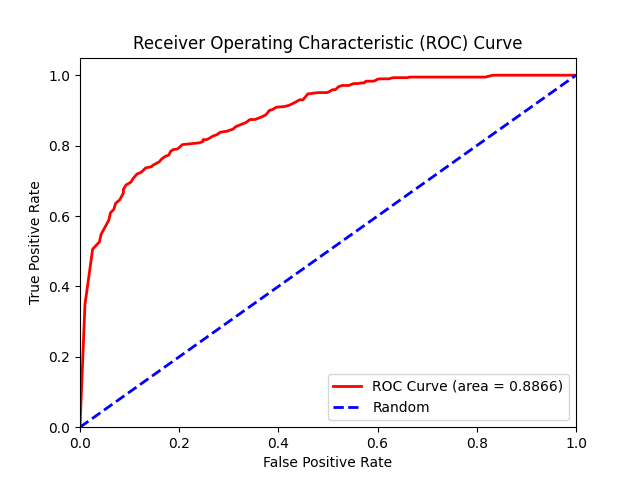 Receiver Operating Characteristic (ROC) Curve
1.0
0.8
0.6
0.4
0.2
0.0
True Positive Rate
ROC Curve (area = 0.8866)
Random
0.0 0.2 0.4 0.6 0.8 1.0
False Positive Rate